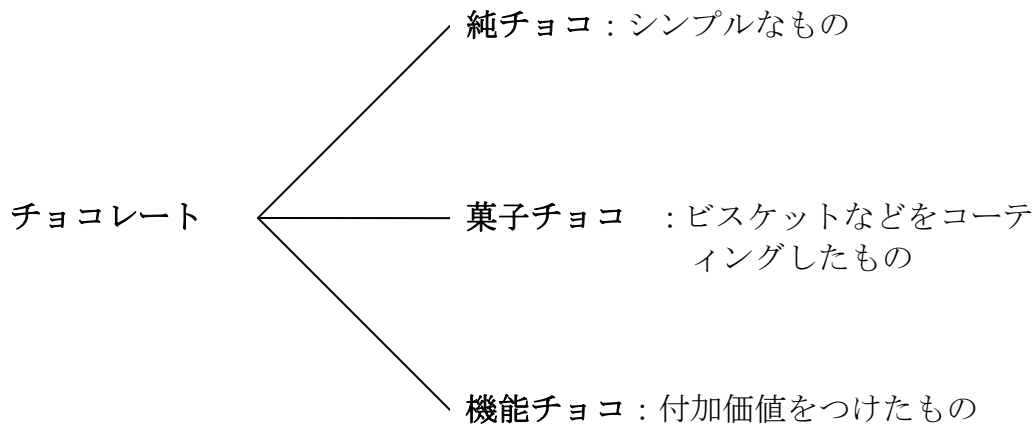 純チョコ：シンプルなもの
チョコレート
菓子チョコ　：ビスケットなどをコーテ
ィングしたもの
機能チョコ：付加価値をつけたもの